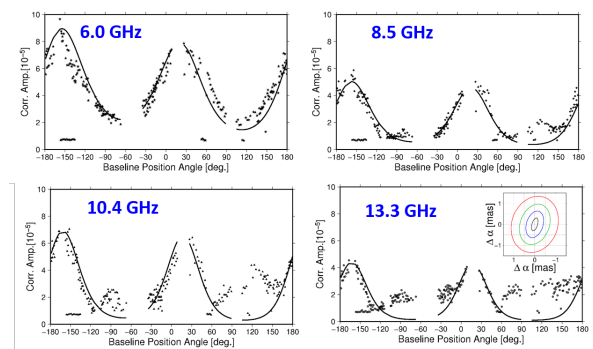 6.0 GHz
Corr. Amp.[10⁻⁵]
10
8
6
4
2
0
−180 −150 −120 −90 −60 −30 0 30 60 90 120 150 180
Baseline Position Angle [deg.]
8.5 GHz
Corr. Amp.[10⁻⁵]
10
8
6
4
2
0
−180 −150 −120 −90 −60 −30 0 30 60 90 120 150 180
Baseline Position Angle [deg.]
10.4 GHz
Corr. Amp.[10⁻⁵]
10
8
6
4
2
0
−180 −150 −120 −90 −60 −30 0 30 60 90 120 150 180
Baseline Position Angle [deg.]
13.3 GHz
Corr. Amp.[10⁻⁵]
10
8
6
4
2
0
−180 −150 −120 −90 −60 −30 0 30 60 90 120 150 180
Baseline Position Angle [deg.]
Δ α [mas]
1
0
−1
1 0 −1
Δ α [mas]